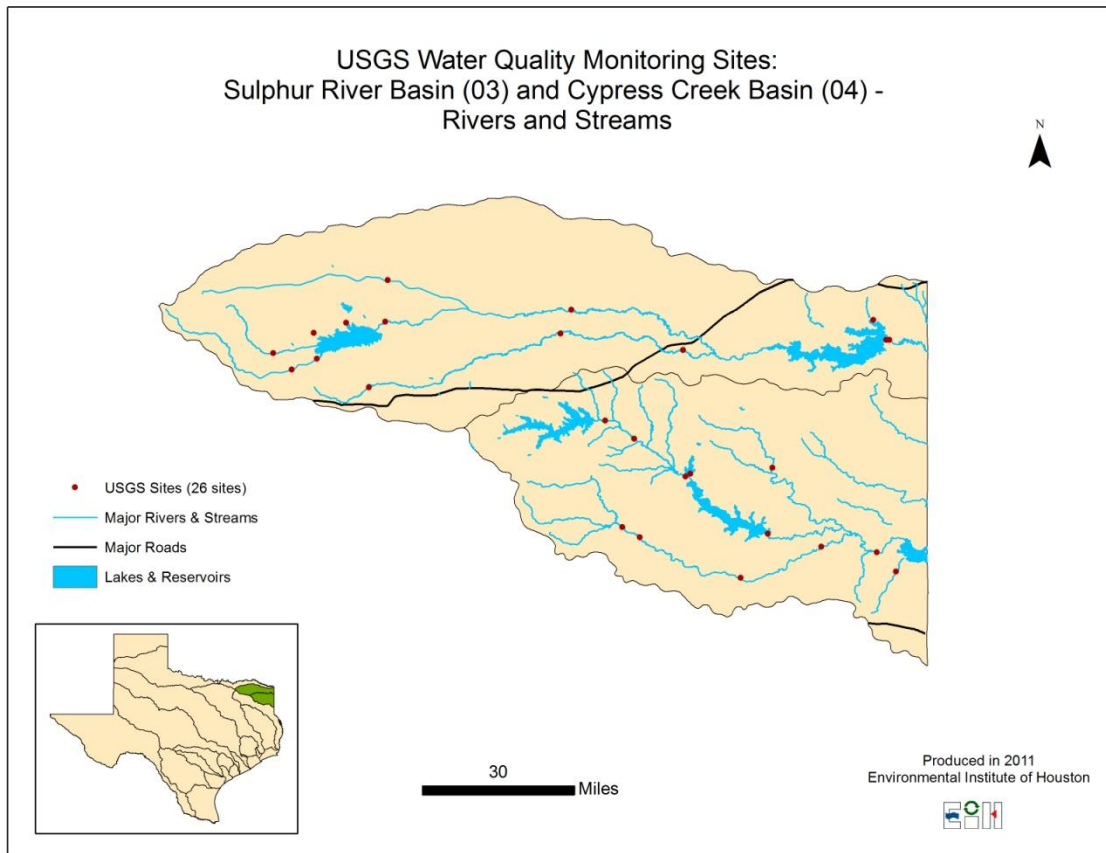 USGS Water Quality Monitoring Sites:
Sulphur River Basin (03) and Cypress Creek Basin (04) -
Rivers and Streams
N
USGS Sites (26 sites)
Major Rivers & Streams
Major Roads
Lakes & Reservoirs
30
Miles
Produced in 2011
Environmental Institute of Houston
EIH